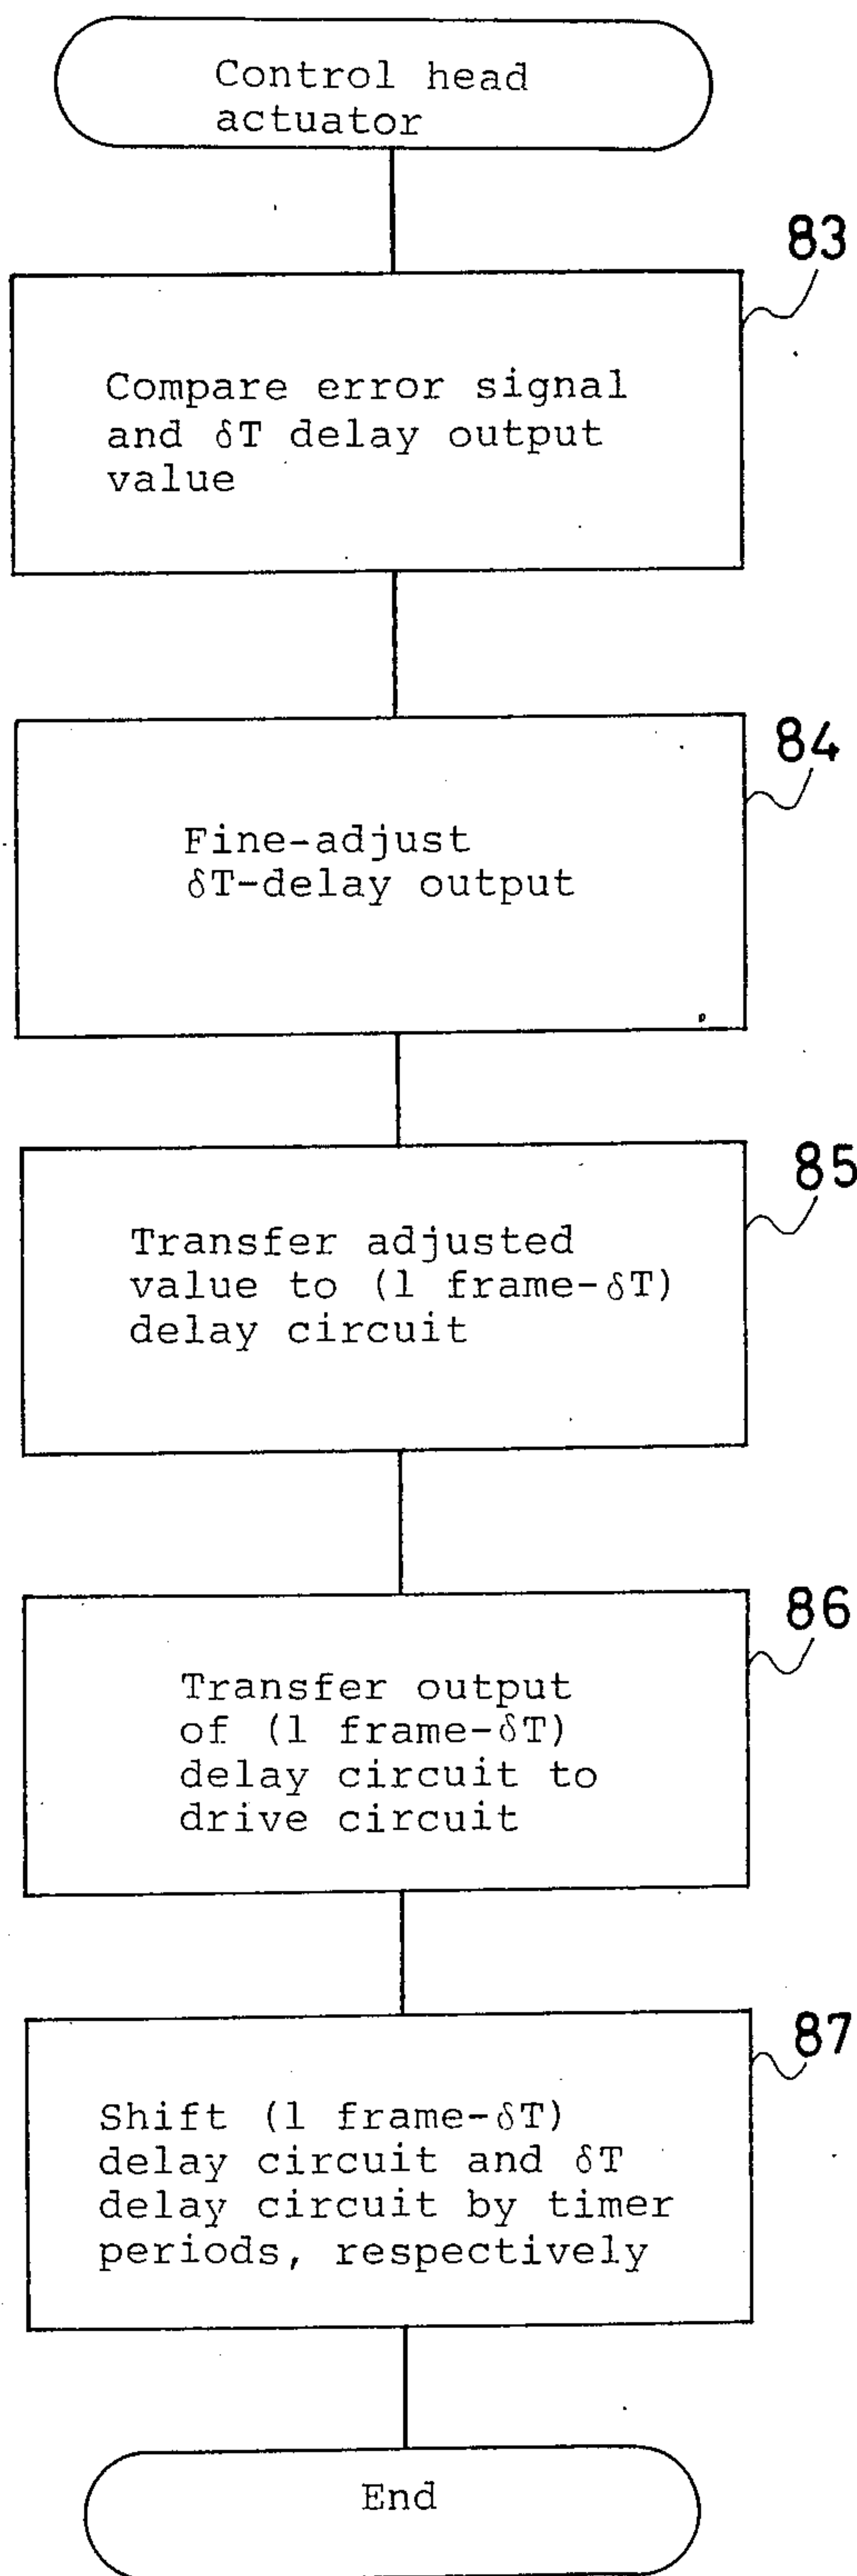 Control head
actuator
83
Compare error signal
and δT delay output
value
84
Fine-adjust
δT-delay output
85
Transfer adjusted
value to (1 frame-δT)
delay circuit
86
Transfer output
of (1 frame-δT)
delay circuit to
drive circuit
87
Shift (1 frame-δT)
delay circuit and δT
delay circuit by timer
periods, respectively
End